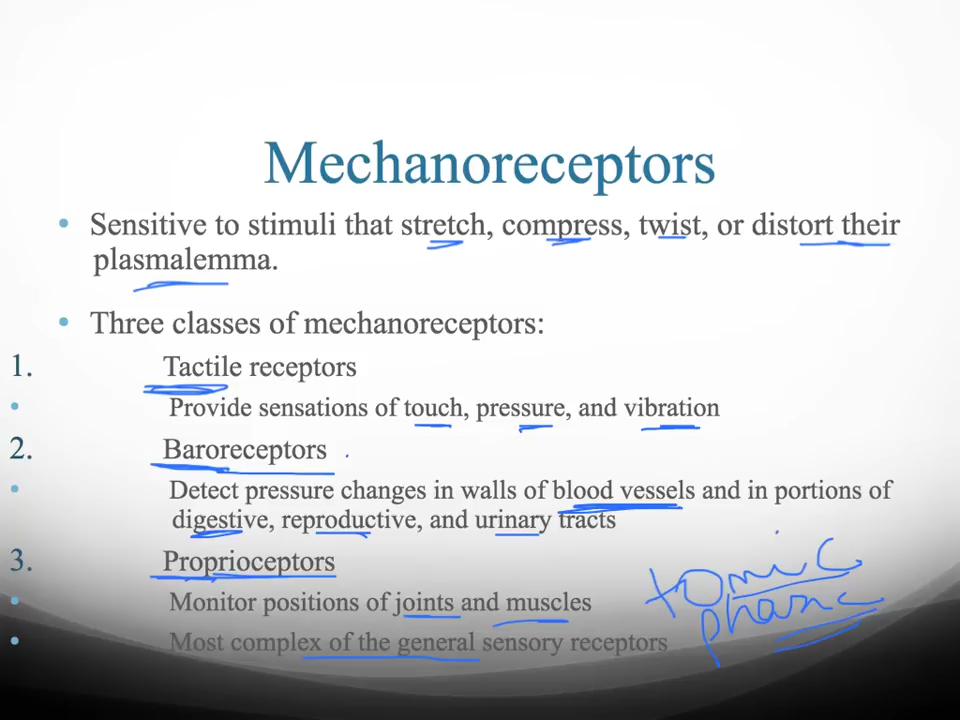 Mechanoreceptors
• Sensitive to stimuli that stretch, compress, twist, or distort their
plasmalemma.
• Three classes of mechanoreceptors:
1. Tactile receptors
• Provide sensations of touch, pressure, and vibration
2. Baroreceptors
• Detect pressure changes in walls of blood vessels and in portions of
digestive, reproductive, and urinary tracts
3. Proprioceptors
• Monitor positions of joints and muscles
• Most complex of the general sensory receptors
tomic
phasic